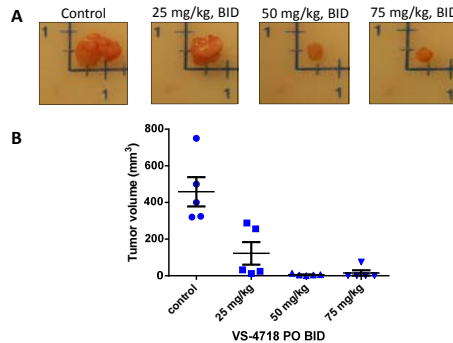 A
Control
25 mg/kg, BID
50 mg/kg, BID
75 mg/kg, BID
1
1
1
1
1
1
1
1
B
Tumor volume (mm³)
800
600
400
200
0
control
25 mg/kg
50 mg/kg
75 mg/kg
VS-4718 PO BID